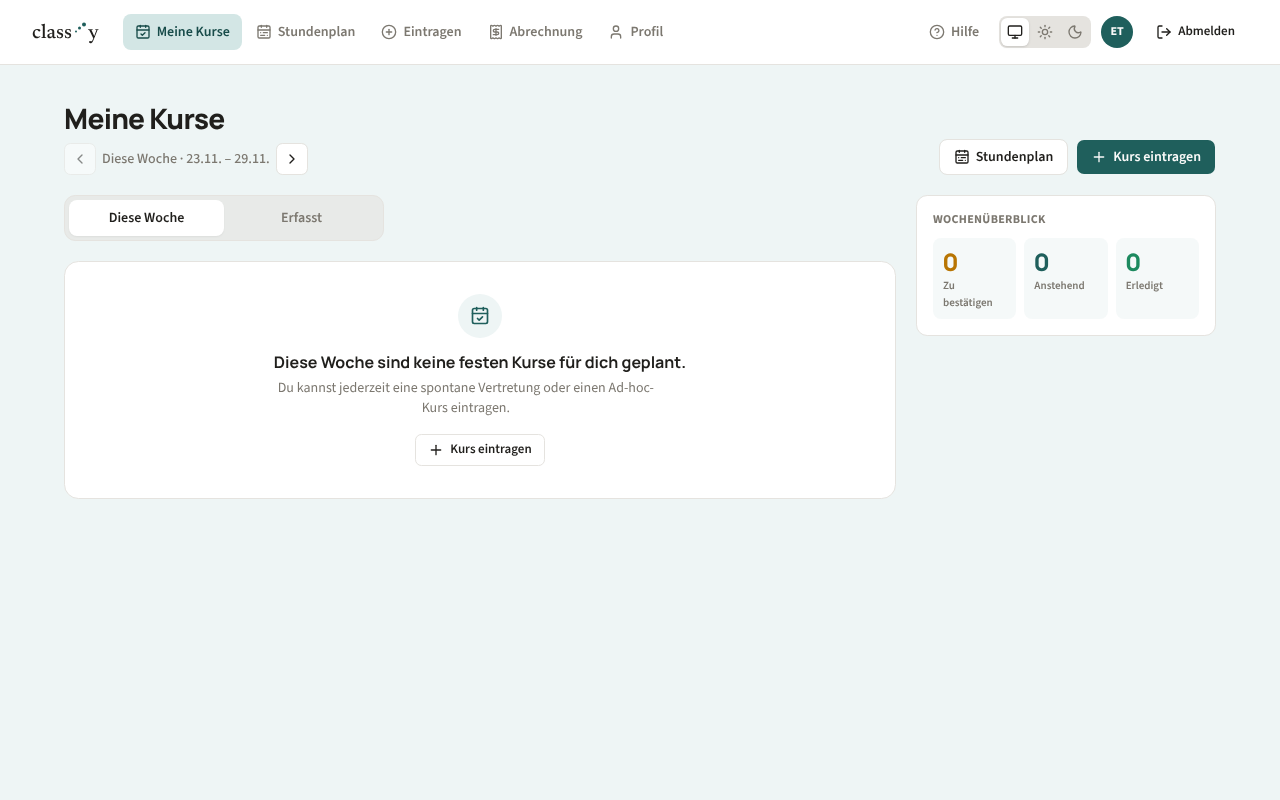 class y
Meine Kurse
Stundenplan
Eintragen
Abrechnung
Profil
Hilfe
ET
Abmelden
Meine Kurse
Diese Woche · 23.11. – 29.11.
Stundenplan
Kurs eintragen
Diese Woche
Erfasst
WOCHENÜBERBLICK
0
Zu
bestätigen
0
Anstehend
0
Erledigt
Diese Woche sind keine festen Kurse für dich geplant.
Du kannst jederzeit eine spontane Vertretung oder einen Ad-hoc-
Kurs eintragen.
Kurs eintragen